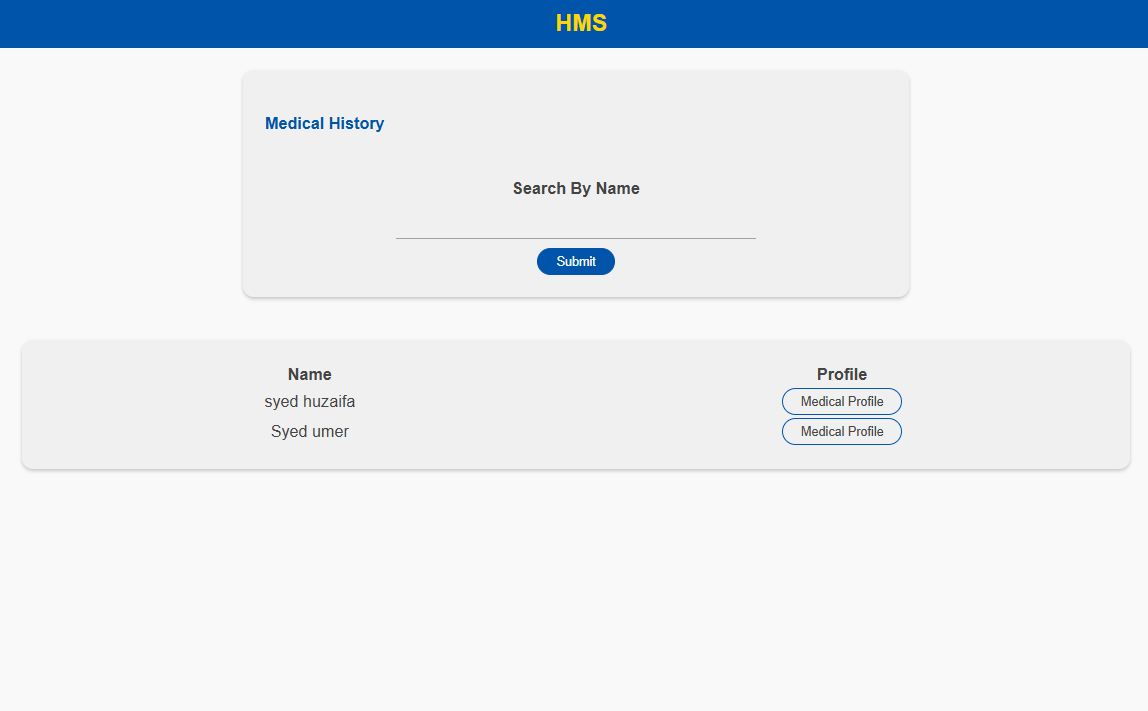 HMS
Medical History
Search By Name
Submit
Name Profile
syed huzaifa Medical Profile
Syed umer Medical Profile